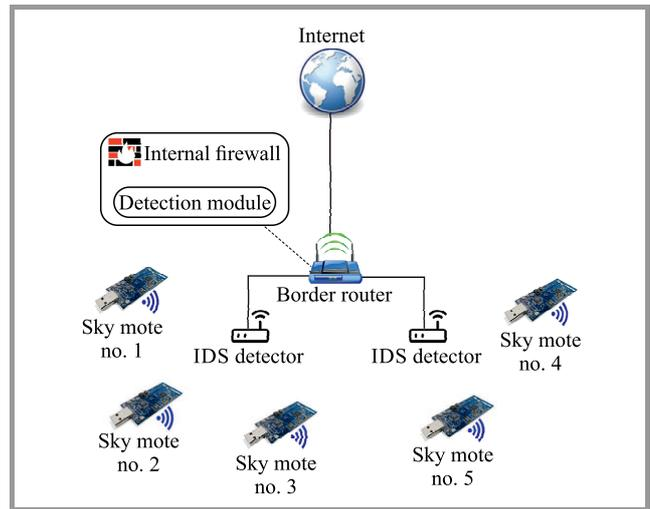 Internet
Internal firewall
Detection module
Border router
Sky mote
no. 1
IDS detector
IDS detector
Sky mote
no. 4
Sky mote
no. 2
Sky mote
no. 3
Sky mote
no. 5